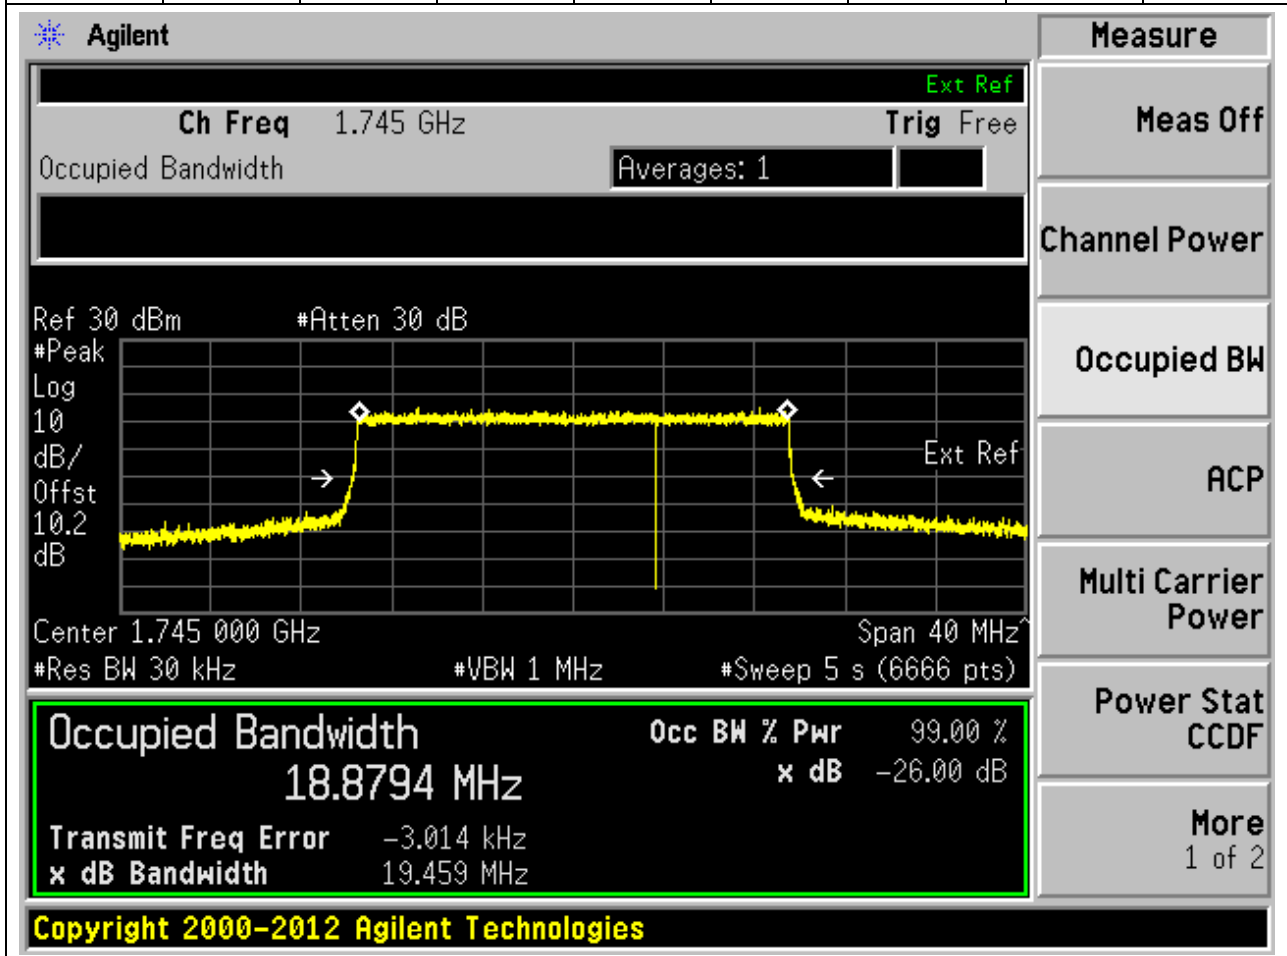 Agilent
Measure
Ext Ref
Ch Freq 1.745 GHz Trig Free
Occupied Bandwidth Averages: 1
Meas Off
Channel Power
Occupied BW
ACP
Multi Carrier
Power
Power Stat
CCDF
More
1 of 2
Ref 30 dBm #Atten 30 dB
#Peak
Log
10
dB/
Offst
10.2
dB
Ext Ref
Center 1.745 000 GHz Span 40 MHz^
#Res BW 30 kHz #VBW 1 MHz #Sweep 5 s (6666 pts)
Occupied Bandwidth
18.8794 MHz
Occ BW % Pwr 99.00 %
x dB -26.00 dB
Transmit Freq Error -3.014 kHz
x dB Bandwidth 19.459 MHz
Copyright 2000-2012 Agilent Technologies